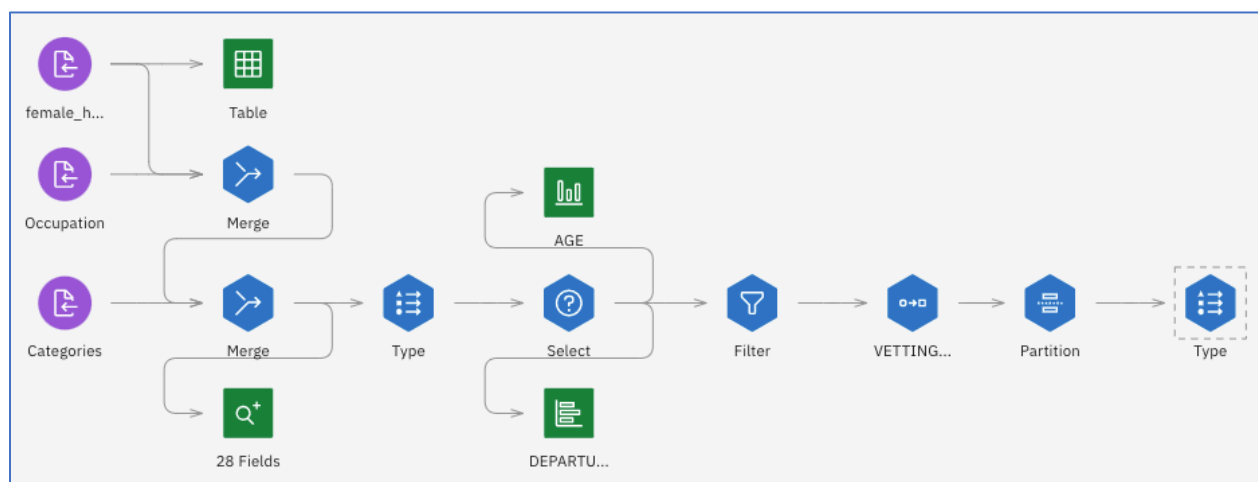 female_h...
Table
Occupation
Merge
AGE
Categories
Merge
Type
Select
Filter
VETTING...
Partition
Type
28 Fields
DEPARTU...